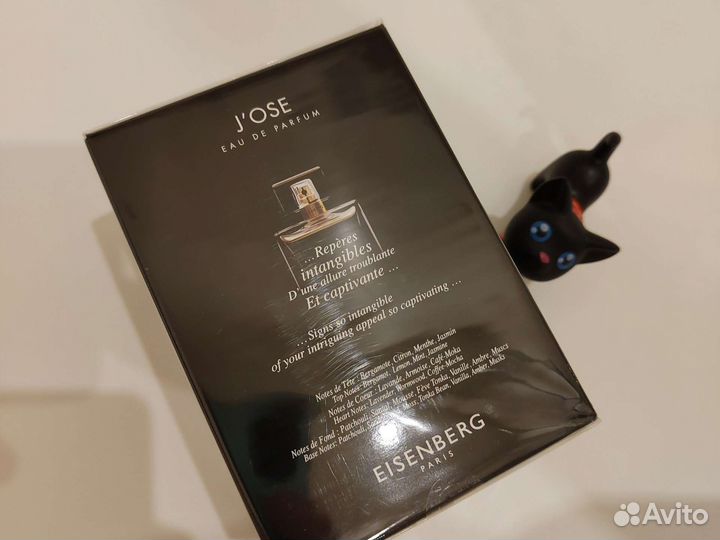 J'OSE
EAU DE PARFUM
...Repères
intangibles
D'une allure troublante
Et captivante ...
...Signs so intangible
of your intriguing appeal so captivating ...
Notes de Tête : Bergamote, Citron, Menthe, Jasmin
Top Notes: Bergamot, Lemon, Mint, Jasmine
Notes de Coeur : Lavande, Armoise, Café-Moka
Heart Notes: Lavender, Wormwood, Coffee-Mocha
Notes de Fond : Patchouli, Santal, Mousse, Fève Tonka, Vanille, Ambre, Muscs
Base Notes: Patchouli, Moss, Tonka Bean, Vanilla, Amber, Musks
EISENBERG
PARIS
Avito